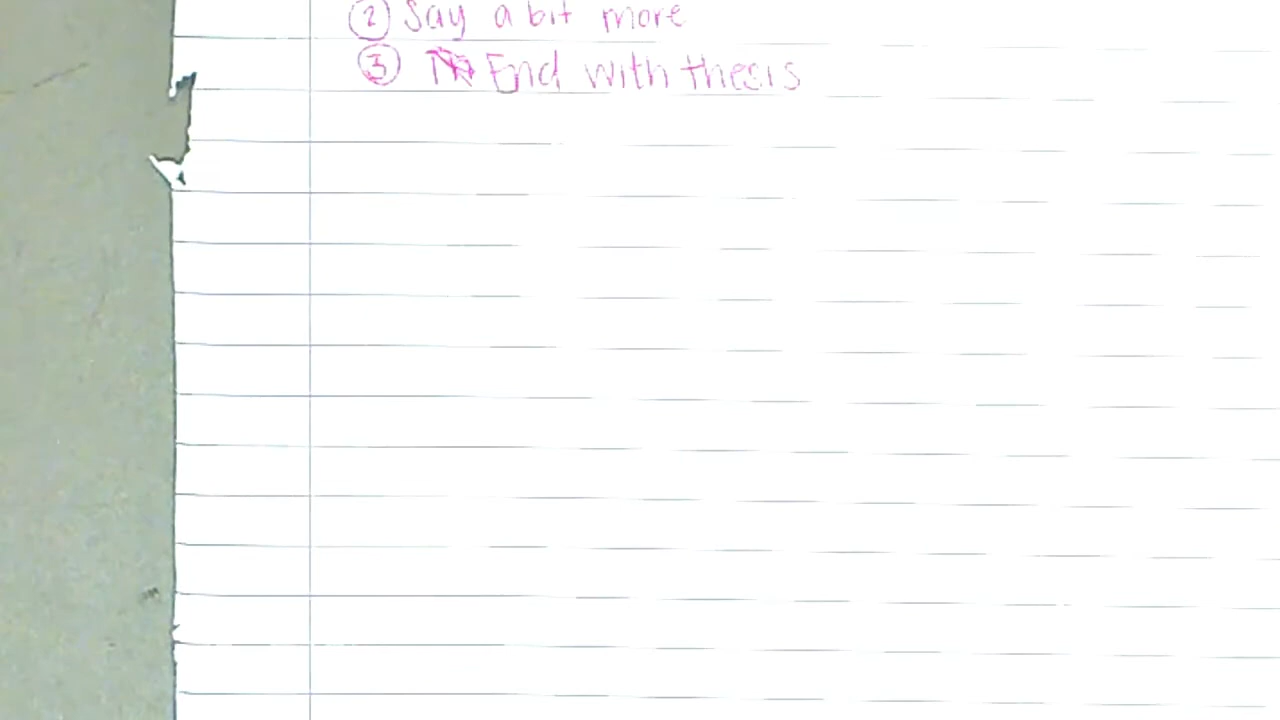 ② Say a bit more
③ End with thesis